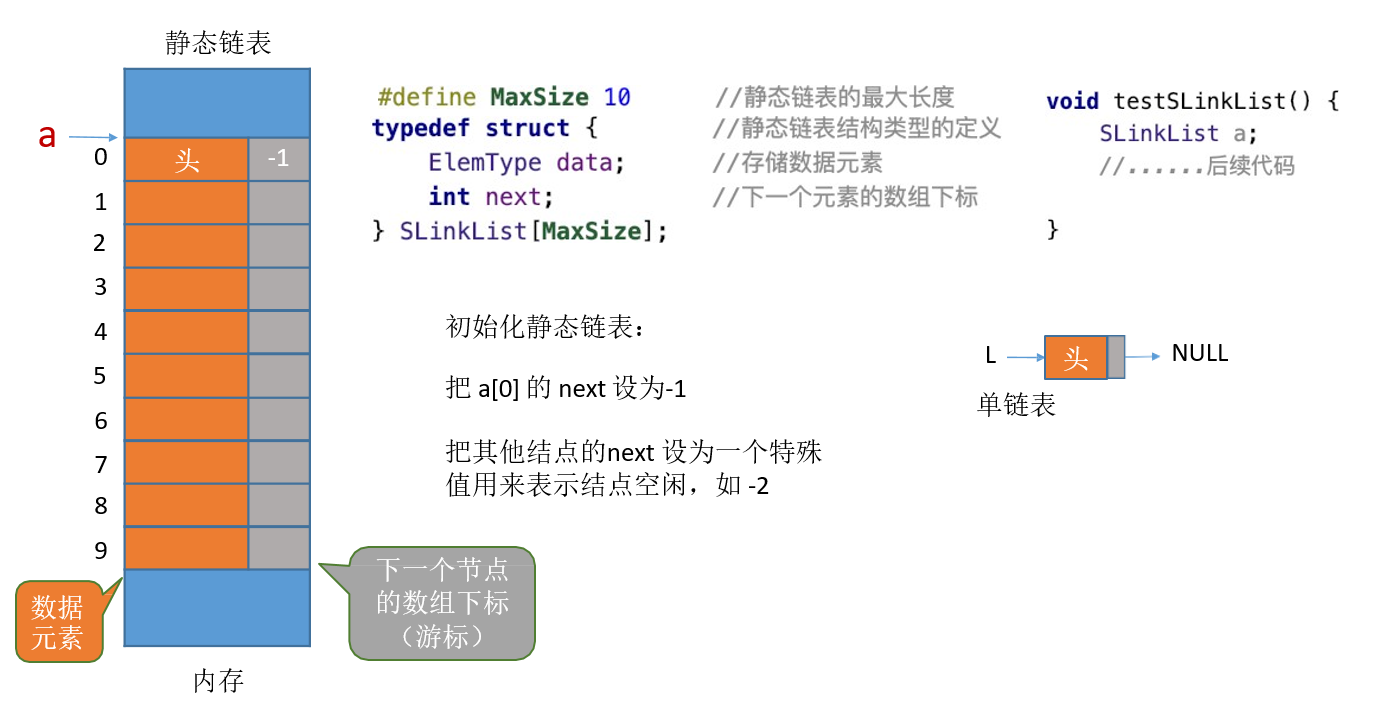 静态链表
a
0
头
-1
1
2
3
4
5
6
7
8
9
数据
元素
下一个节点
的数组下标
（游标）
内存
#define MaxSize 10 //静态链表的最大长度
typedef struct { //静态链表结构类型的定义
ElemType data; //存储数据元素
int next; //下一个元素的数组下标
} SLinkList[MaxSize];
void testSLinkList() {
SLinkList a;
//......后续代码
}
初始化静态链表：
把 a[0] 的 next 设为-1
把其他结点的next 设为一个特殊
值用来表示结点空闲，如 -2
L
头
NULL
单链表